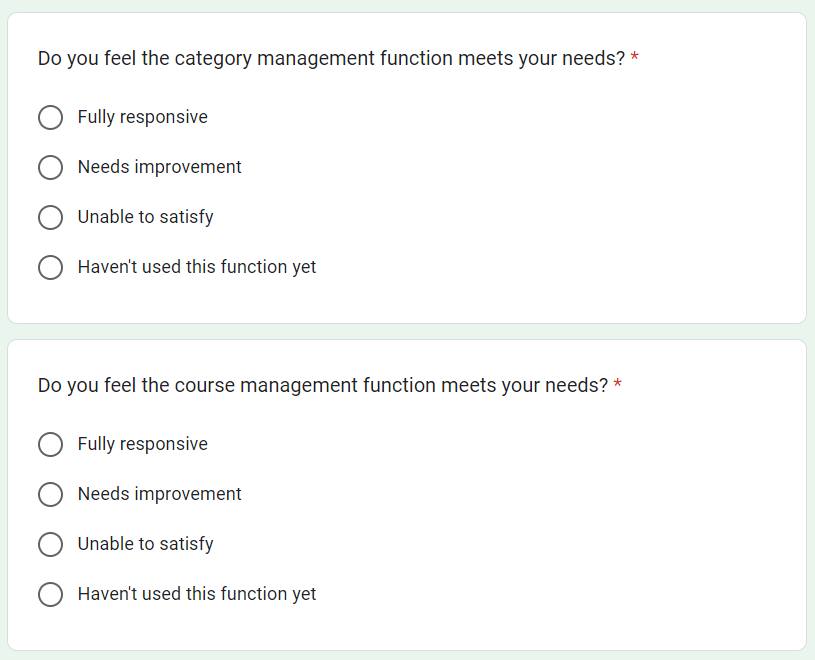 Do you feel the category management function meets your needs? *
Fully responsive
Needs improvement
Unable to satisfy
Haven't used this function yet
Do you feel the course management function meets your needs? *
Fully responsive
Needs improvement
Unable to satisfy
Haven't used this function yet